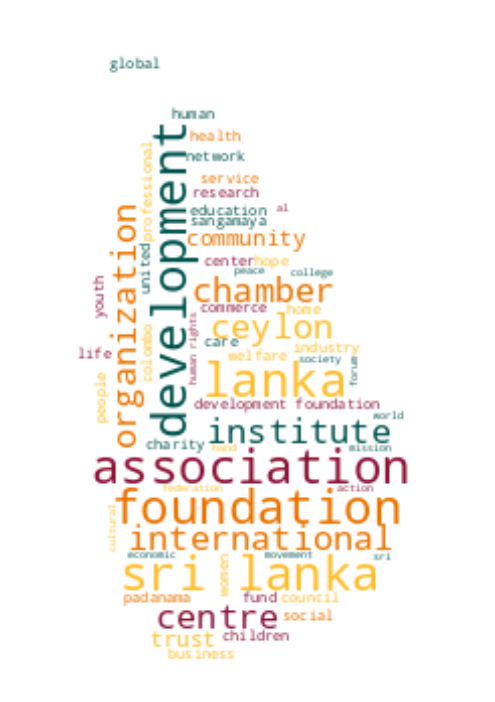 global
human
health
network
professional
development
service
research
education
al
sangamaya
organization
united
community
center
hope
peace
college
youth
chamber
commerce
home
ceylon
human rights
colombo
care
industry
life
welfare
society
forum
lanka
people
development foundation
world
institute
charity
hand
mission
association
federation
action
foundation
cultural
international
economic
movement
sri
sri lanka
women
padanama
fund
council
centre
social
trust
children
business